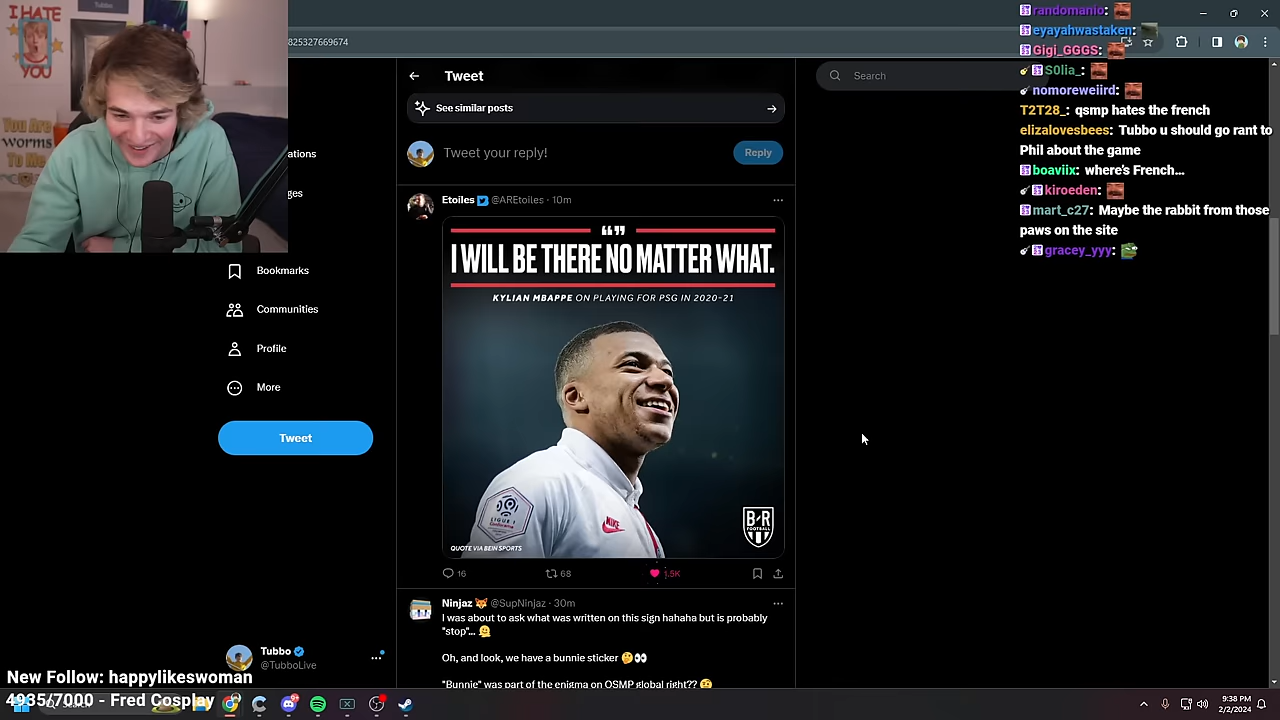 I HATE
YOU
You Are
worms
To Me
Tubbo
825327669674
ations
ges
Bookmarks
Communities
Profile
More
Tweet
Tubbo
@TubboLive
New Follow: happylikeswoman
4935/7000 - Fred Cosplay
Tweet
See similar posts
Tweet your reply!
Reply
Etoiles @AREtoiles · 10m
I WILL BE THERE NO MATTER WHAT.
KYLIAN MBAPPE ON PLAYING FOR PSG IN 2020-21
LIGUE 1
Conforama
NIKE
B/R
FOOTBALL
QUOTE VIA BEIN SPORTS
16
68
1.5K
Ninjaz 🦊 @SupNinjaz · 30m
I was about to ask what was written on this sign hahaha but is probably
"stop"... 🫠
Oh, and look, we have a bunnie sticker 🤔👀
"Bunnie" was part of the enigma on QSMP global right?? 🤨
Search
randomanio:
eyayahwastaken:
Gigi_GGGS:
S0lia_:
nomoreweiird:
T2T28_: qsmp hates the french
elizalovesbees: Tubbo u should go rant to
Phil about the game
boaviix: where's French...
kiroeden:
mart_c27: Maybe the rabbit from those
paws on the site
gracey_yyy:
9:38 PM
2/2/2024